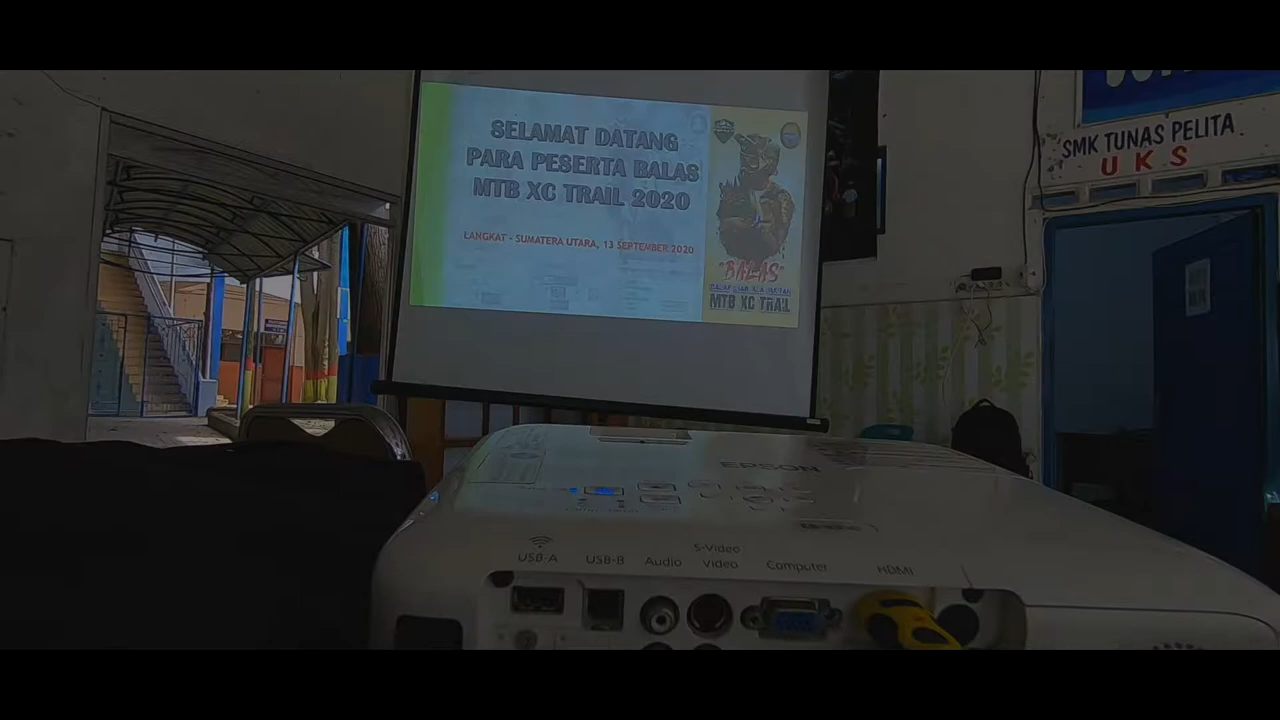 SELAMAT DATANG
PARA PESERTA BALAS
MTB XC TRAIL 2020
LANGKAT - SUMATERA UTARA, 13 SEPTEMBER 2020
"BALAS"
MTB XC TRAIL
SMK TUNAS PELITA
U K S
EPSON
USB-A
USB-B
Audio
S-Video
Video
Computer
HDMI